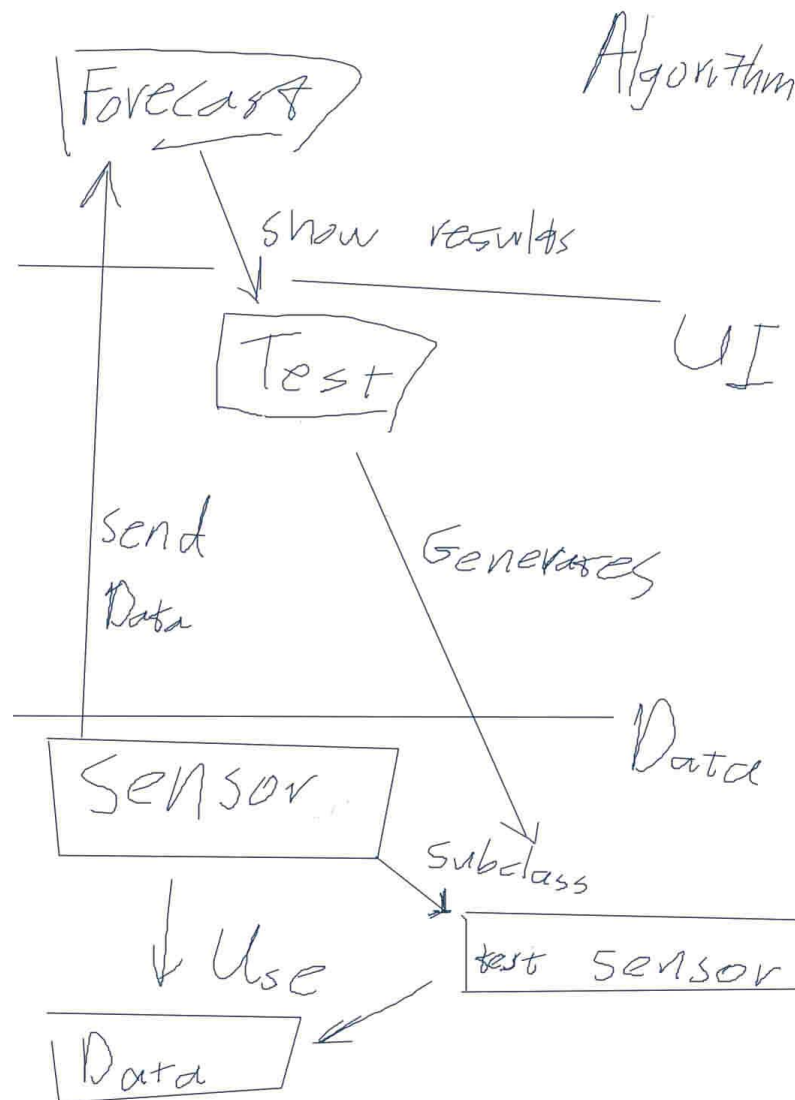 Forecast
Algorithm
show results
Test
UI
send
Data
Generates
Data
Sensor
subclass
test sensor
Use
Data